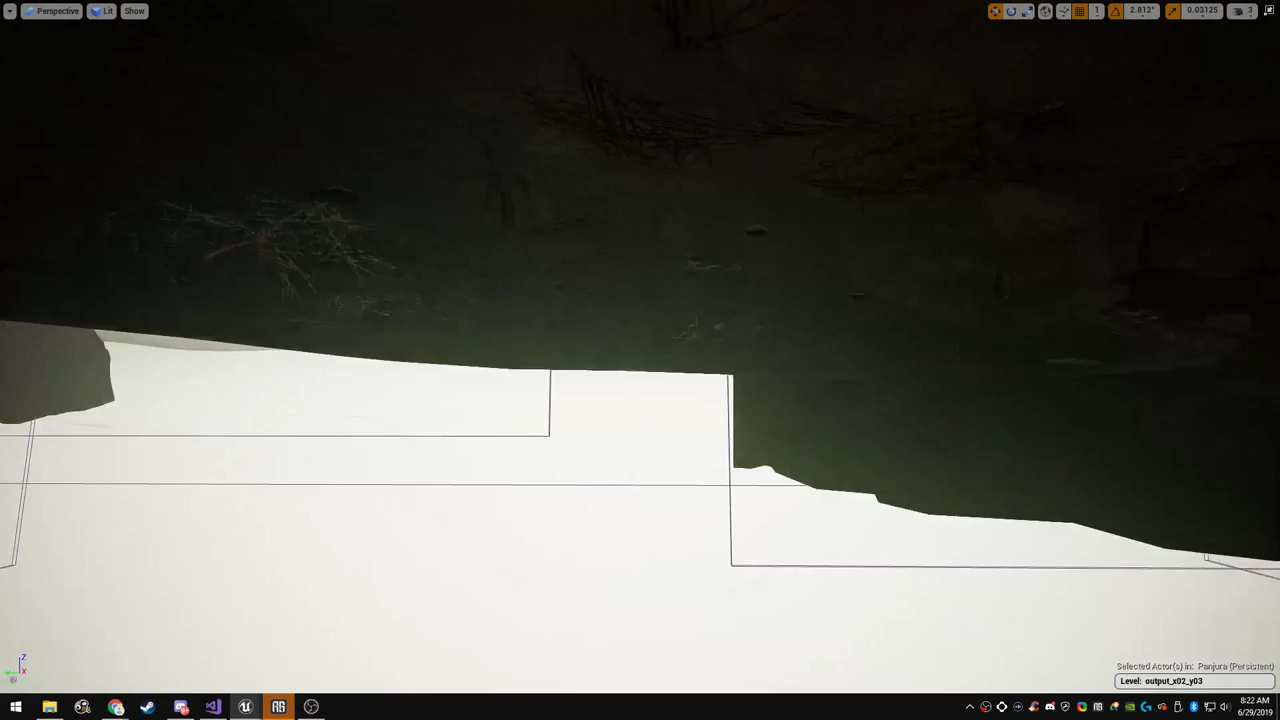 Perspective Lit Show 1 2.812° 0.03125 3
Z
X
Selected Actor(s) in: Panjura (Persistent)
Level: output_x02_y03
8:22 AM
6/29/2019